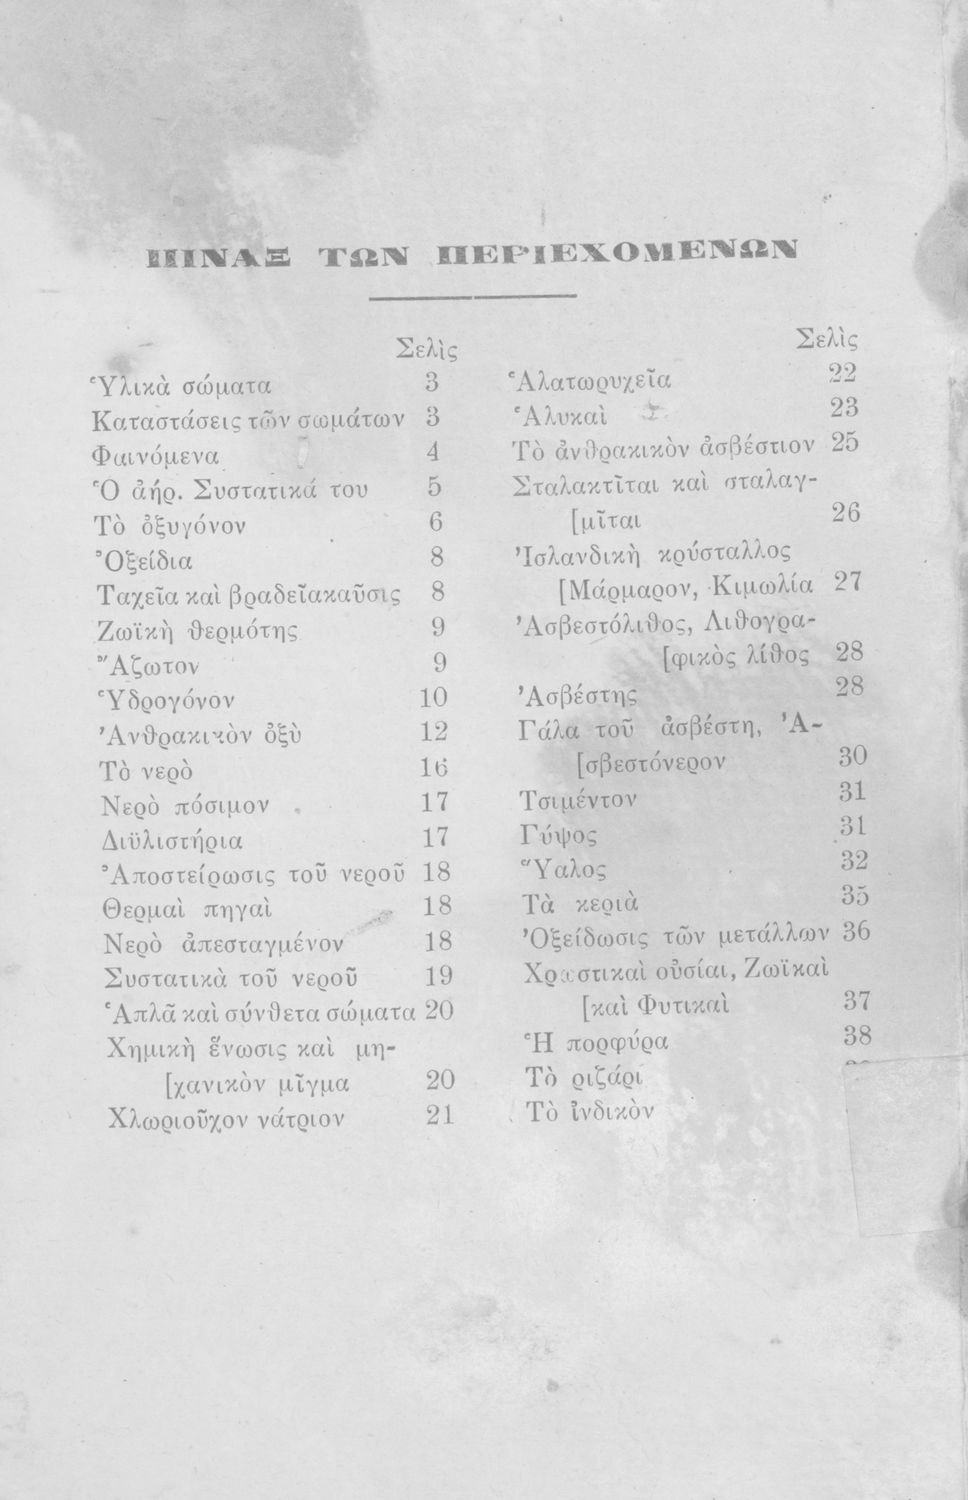 ΠΙΝΑΞ ΤΩΝ ΠΕΡΙΕΧΟΜΕΝΩΝ
Σελὶς
Ὑλικὰ σώματα 3
Καταστάσεις τῶν σωμάτων 3
Φαινόμενα 4
Ὁ ἀήρ. Συστατικά του 5
Τὸ ὀξυγόνον 6
Ὀξείδια 8
Ταχεῖα καὶ βραδεῖα καῦσις 8
Ζωϊκὴ θερμότης 9
Ἄζωτον 9
Ὑδρογόνον 10
Ἀνθρακικὸν ὀξὺ 12
Τὸ νερὸ 16
Νερὸ πόσιμον 17
Διϋλιστήρια 17
Ἀποστείρωσις τοῦ νεροῦ 18
Θερμαὶ πηγαὶ 18
Νερὸ ἀπεσταγμένον 18
Συστατικὰ τοῦ νεροῦ 19
Ἁπλᾶ καὶ σύνθετα σώματα 20
Χημικὴ ἕνωσις καὶ μη-
[χανικὸν μῖγμα 20
Χλωριοῦχον νάτριον 21
Σελὶς
Ἁλατωρυχεῖα 22
Ἁλυκαὶ 23
Τὸ ἀνθρακικὸν ἀσβέστιον 25
Σταλακτῖται καὶ σταλαγ-
[μῖται 26
Ἰσλανδικὴ κρύσταλλος
[Μάρμαρον, Κιμωλία 27
Ἀσβεστόλιθος, Λιθογρα-
[φικὸς λίθος 28
Ἀσβέστης 28
Γάλα τοῦ ἀσβέστη, Ἀ-
[σβεστόνερον 30
Τσιμέντον 31
Γύψος 31
Ὕαλος 32
Τὰ κεριὰ 35
Ὀξείδωσις τῶν μετάλλων 36
Χρωστικαὶ οὐσίαι, Ζωϊκαὶ
[καὶ Φυτικαὶ 37
Ἡ πορφύρα 38
Τὸ ριζάρι
Τὸ ἰνδικὸν